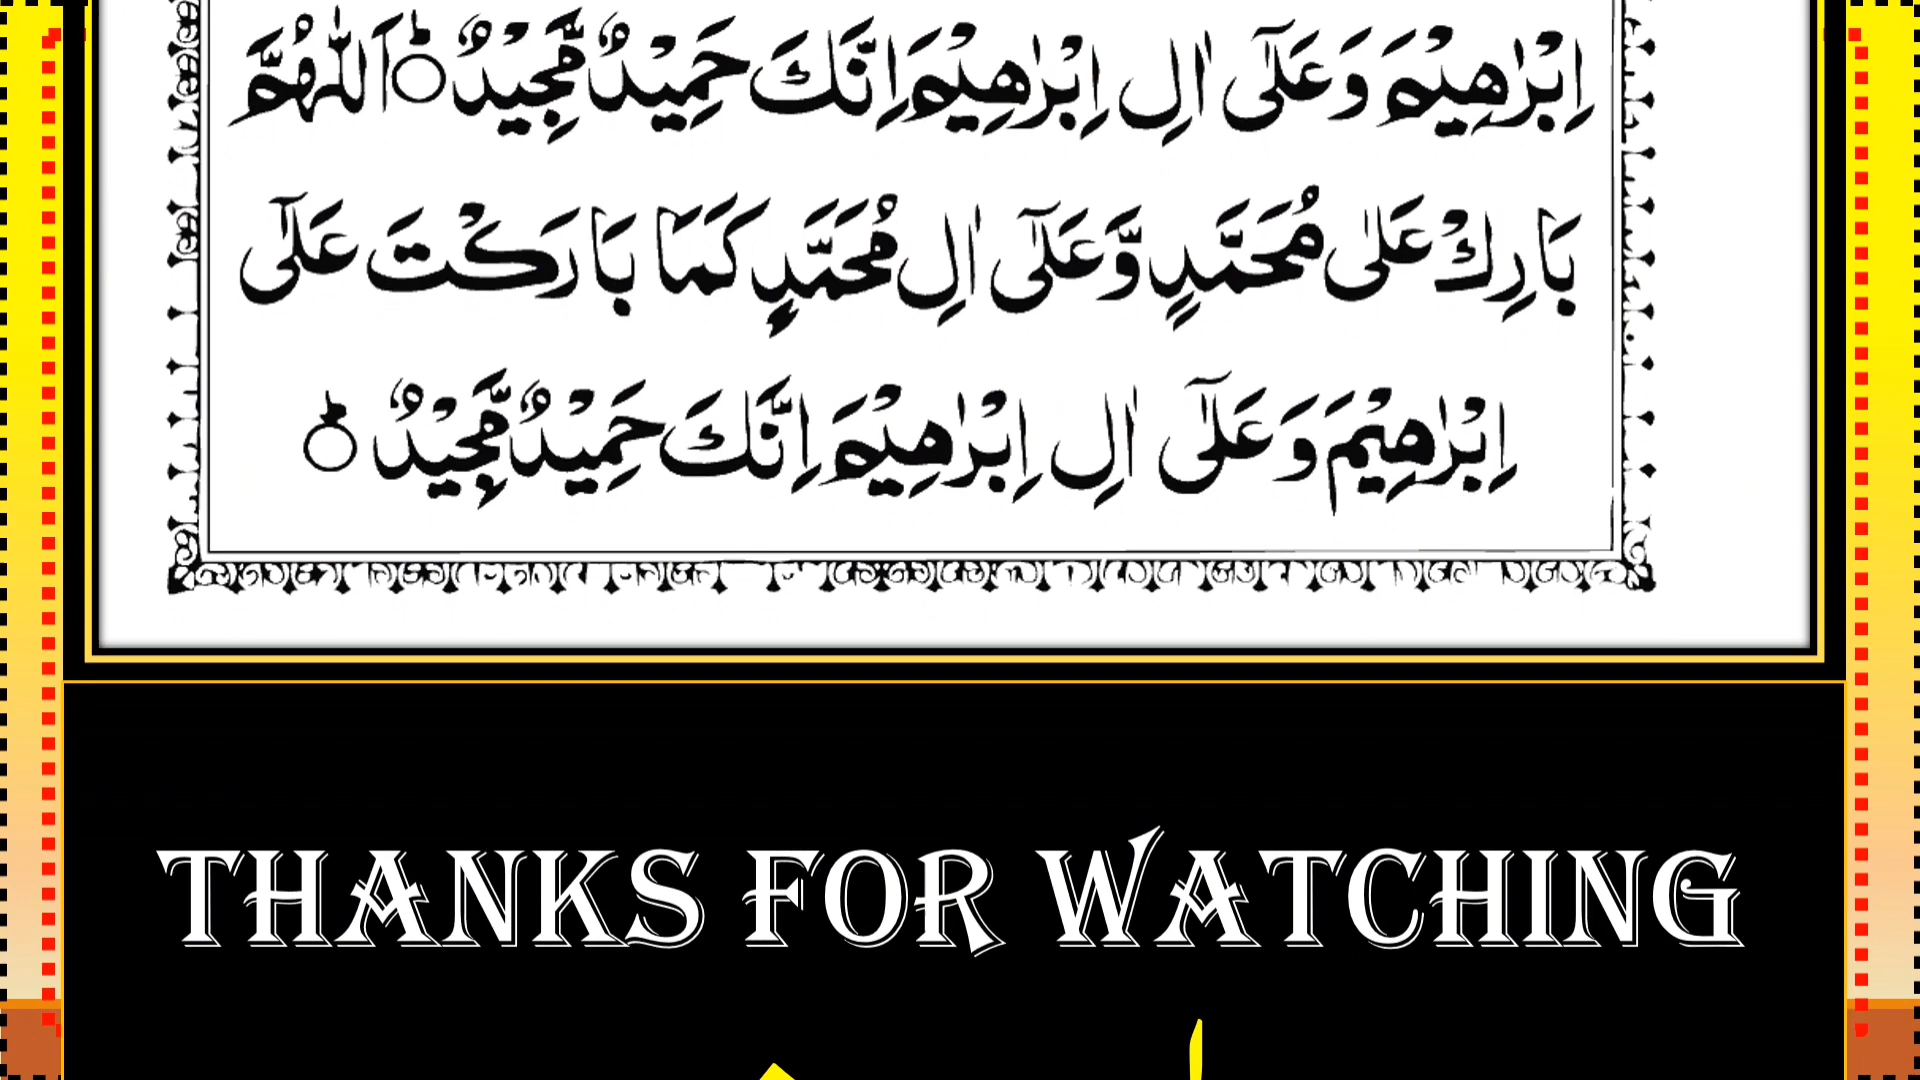 اِبْرٰهِيْمَ وَعَلٰٓى اٰلِ اِبْرٰهِيْمَ اِنَّكَ حَمِيْدٌ مَّجِيْدٌ ؕ اَللّٰهُمَّ
بَارِكْ عَلٰى مُحَمَّدٍ وَّعَلٰٓى اٰلِ مُحَمَّدٍ كَمَا بَارَكْتَ عَلٰٓى
اِبْرٰهِيْمَ وَعَلٰٓى اٰلِ اِبْرٰهِيْمَ اِنَّكَ حَمِيْدٌ مَّجِيْدٌ ؕ
THANKS FOR WATCHING